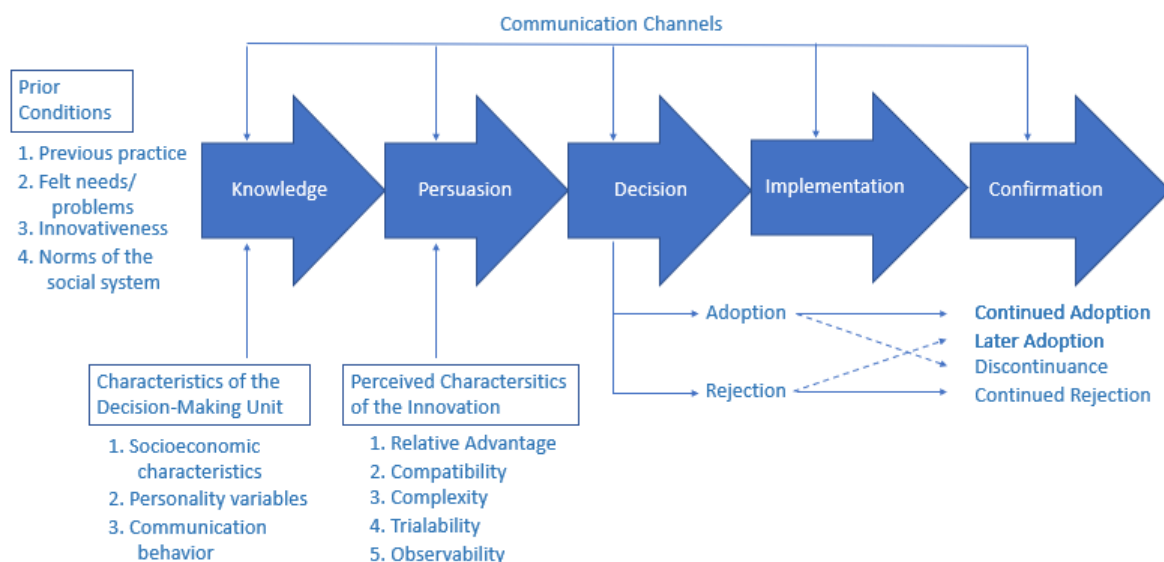 Communication Channels
Prior
Conditions
1. Previous practice
2. Felt needs/
problems
3. Innovativeness
4. Norms of the
social system
Knowledge
Persuasion
Decision
Implementation
Confirmation
Adoption
Rejection
Continued Adoption
Later Adoption
Discontinuance
Continued Rejection
Characteristics of the
Decision-Making Unit
1. Socioeconomic
characteristics
2. Personality variables
3. Communication
behavior
Perceived Charactersitics
of the Innovation
1. Relative Advantage
2. Compatibility
3. Complexity
4. Trialability
5. Observability